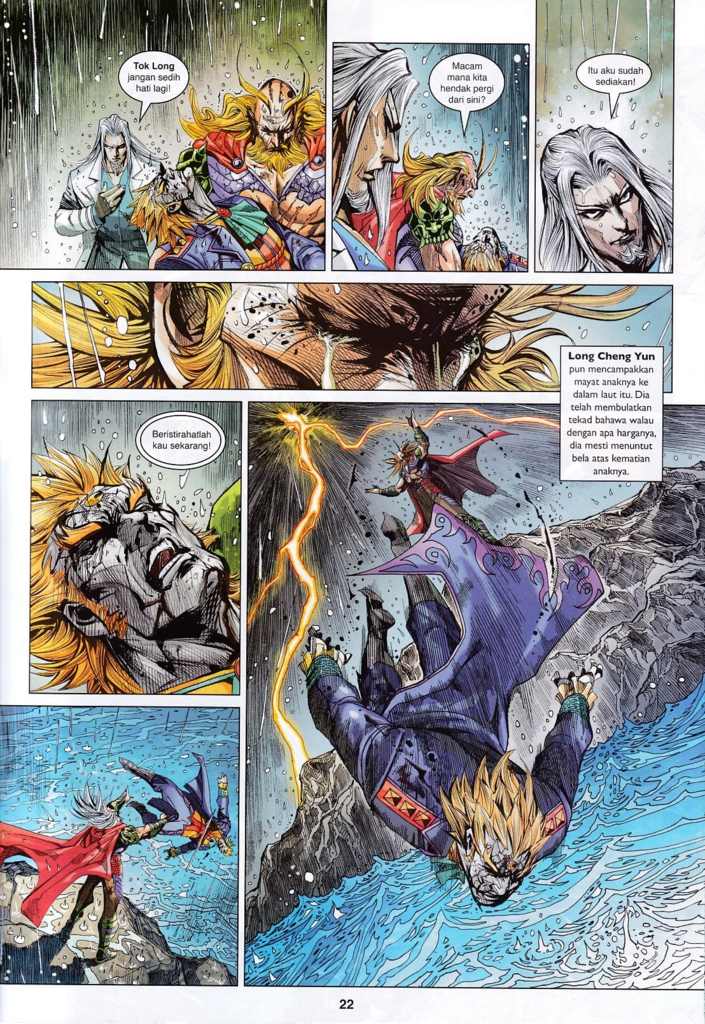 Tok Long
jangan sedih
hati lagi!
Macam
mana kita
hendak pergi
dari sini?
Itu aku sudah
sediakan!
Long Cheng Yun
pun mencampakkan
mayat anaknya ke
dalam laut itu. Dia
telah membulatkan
tekad bahawa walau
dengan apa harganya,
dia mesti menuntut
bela atas kematian
anaknya.
Beristirahatlah
kau sekarang!
22